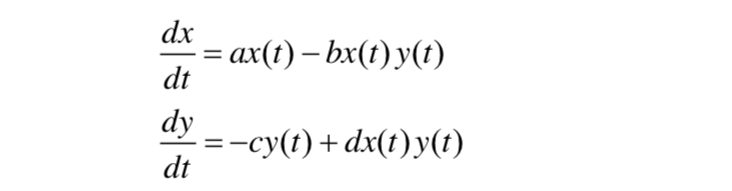 dx/dt = ax(t) − bx(t)y(t)
dy/dt = −cy(t) + dx(t)y(t)